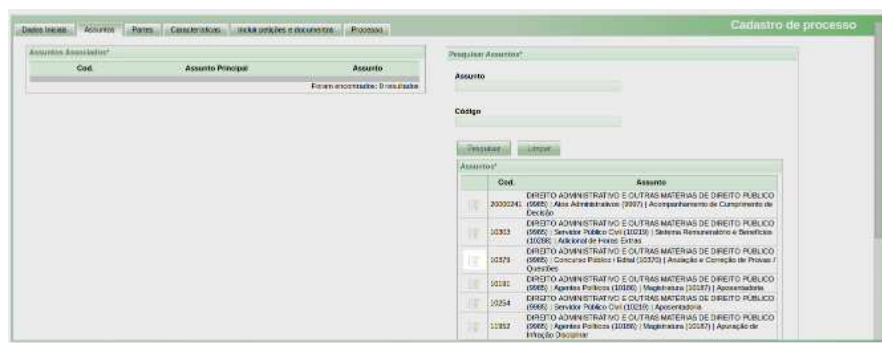 Cadastro de processo
Dados Iniciais Assuntos Partes Características Incluir petições e documentos Processo
Assuntos Associados*
Cod. Assunto Principal Assunto
Foram encontrados: 0 resultados
Pesquisar Assuntos*
Assunto
Código
Pesquisar Limpar
Assuntos*
Cod. Assunto
DIREITO ADMINISTRATIVO E OUTRAS MATÉRIAS DE DIREITO PÚBLICO
20000241 (9985) | Atos Administrativos (9997) | Acompanhamento de Cumprimento de
Decisão
DIREITO ADMINISTRATIVO E OUTRAS MATÉRIAS DE DIREITO PÚBLICO
10303 (9985) | Servidor Público Civil (10219) | Sistema Remuneratório e Benefícios
(10288) | Adicional de Horas Extras
DIREITO ADMINISTRATIVO E OUTRAS MATÉRIAS DE DIREITO PÚBLICO
10379 (9985) | Concurso Público / Edital (10370) | Anulação e Correção de Provas /
Questões
DIREITO ADMINISTRATIVO E OUTRAS MATÉRIAS DE DIREITO PÚBLICO
(9985) | Agentes Políticos (10186) | Magistratura (10187) | Aposentadoria
DIREITO ADMINISTRATIVO E OUTRAS MATÉRIAS DE DIREITO PÚBLICO
10254 (9985) | Servidor Público Civil (10219) | Aposentadoria
DIREITO ADMINISTRATIVO E OUTRAS MATÉRIAS DE DIREITO PÚBLICO
11952 (9985) | Agentes Políticos (10186) | Magistratura (10187) | Apuração de
Infração Disciplinar